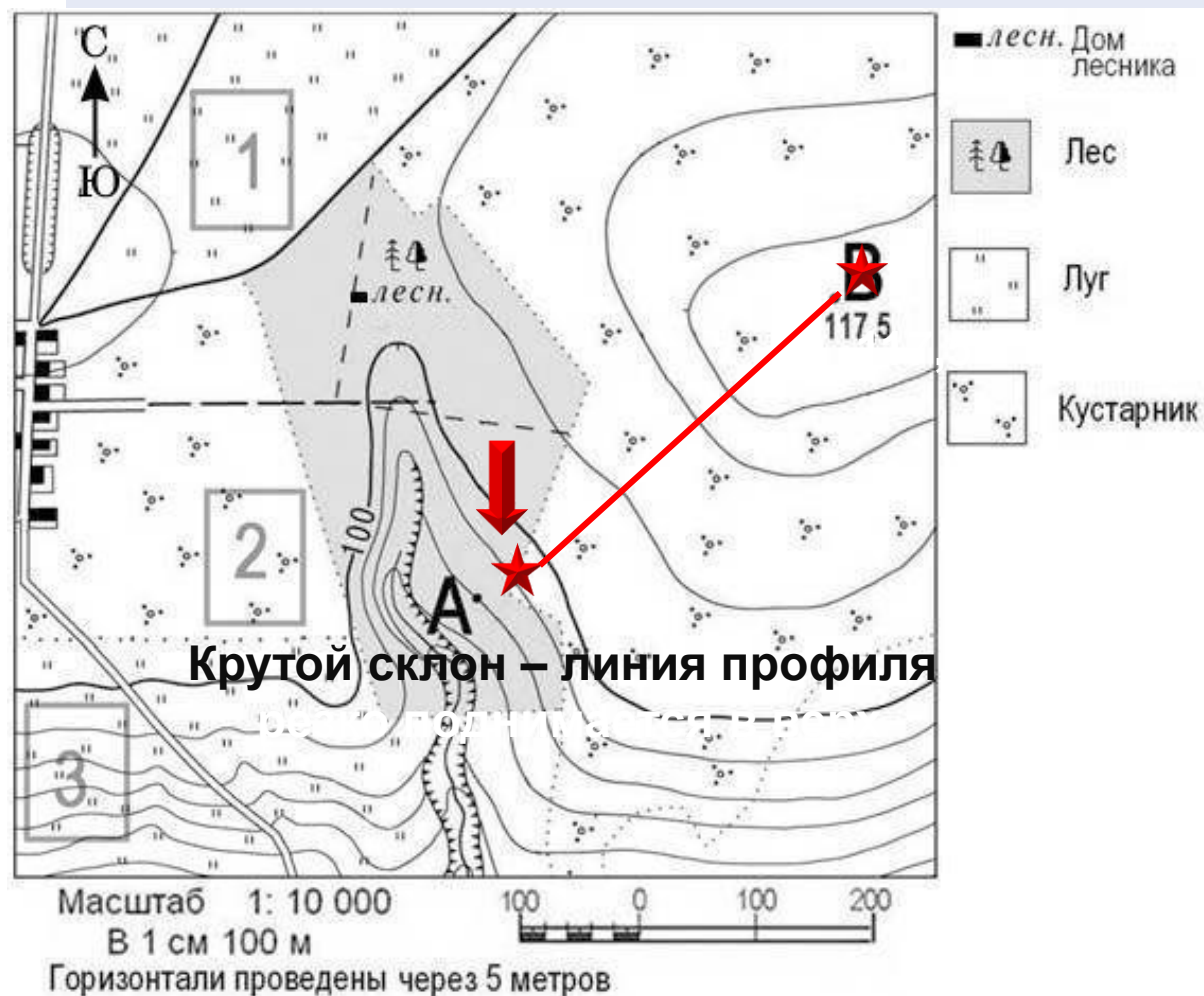 С
Ю
1
лесн.
В
117 5
100
2
А
Крутой склон – линия профиля
3
лесн. Дом
лесника
Лес
Луг
Кустарник
Масштаб 1: 10 000
В 1 см 100 м
100 0 100 200
Горизонтали проведены через 5 метров